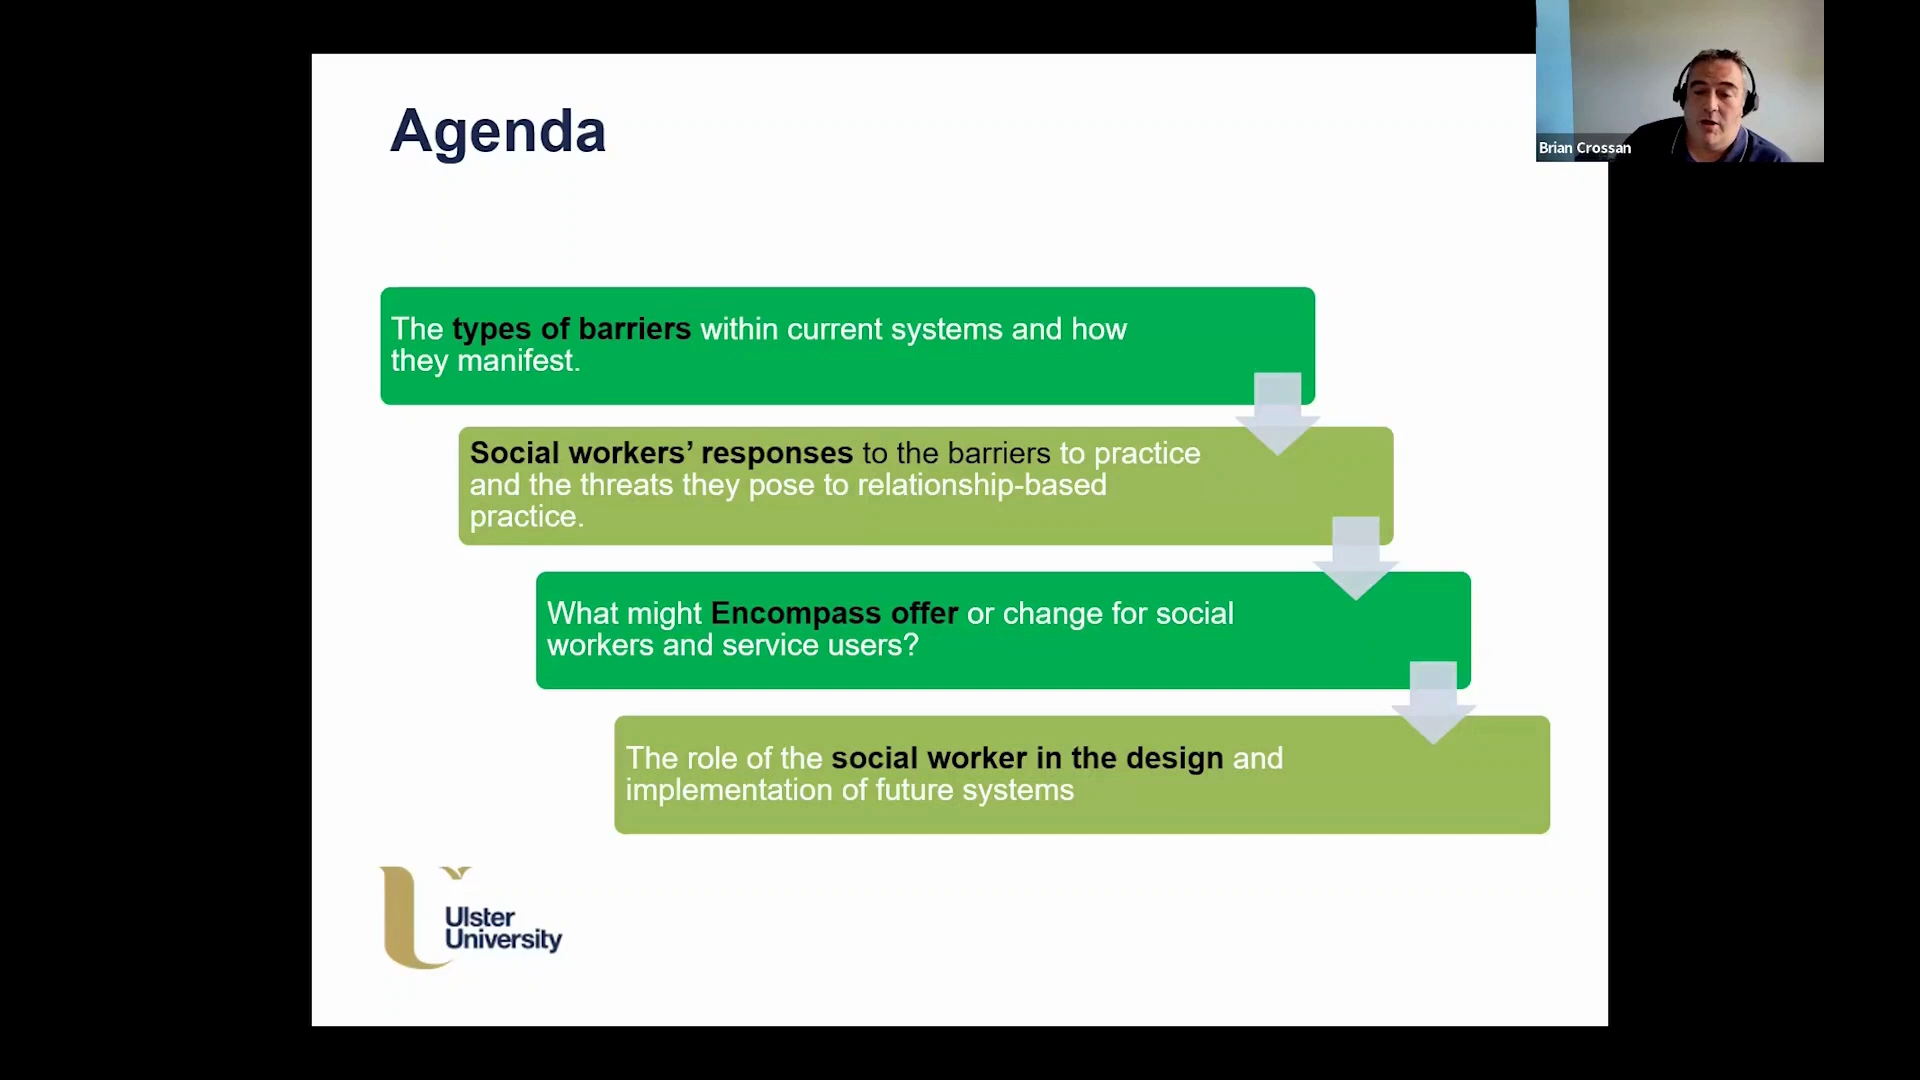 Agenda
Brian Crossan
The types of barriers within current systems and how
they manifest.
Social workers’ responses to the barriers to practice
and the threats they pose to relationship-based
practice.
What might Encompass offer or change for social
workers and service users?
The role of the social worker in the design and
implementation of future systems
Ulster
University